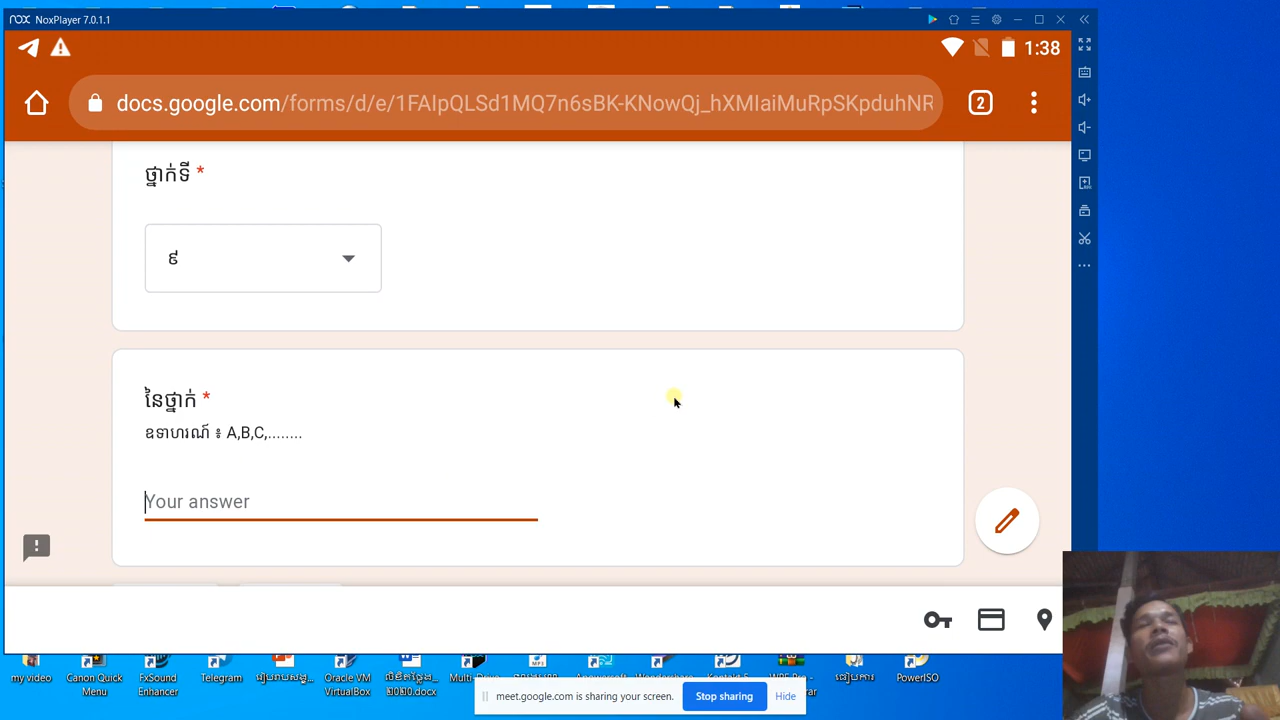 NOX NoxPlayer 7.0.1.1
1:38
docs.google.com/forms/d/e/1FAIpQLSd1MQ7n6sBK-KNowQj_hXMIaiMuRpSKpduhNR
2
ថ្នាក់ទី *
៩
នៃថ្នាក់ *
ឧទាហរណ៍ ៖ A,B,C,........
Your answer
my video
Canon Quick Menu
FxSound Enhancer
Telegram
Oracle VM VirtualBox
PowerISO
meet.google.com is sharing your screen.
Stop sharing
Hide